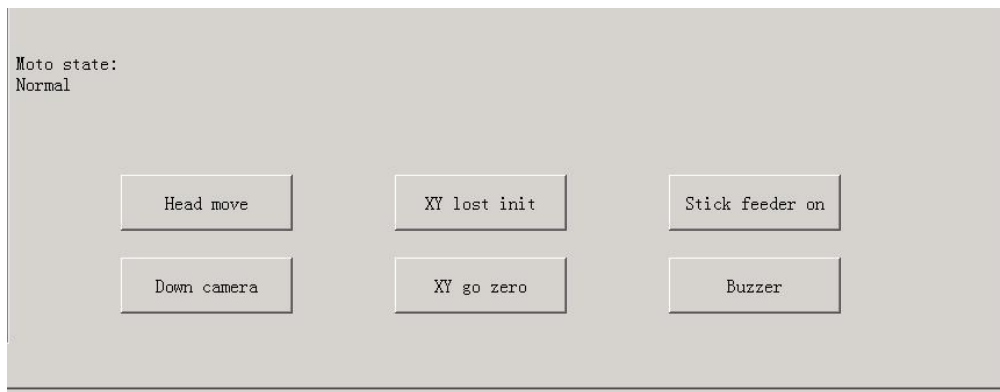 Moto state:
Normal
Head move
XY lost init
Stick feeder on
Down camera
XY go zero
Buzzer